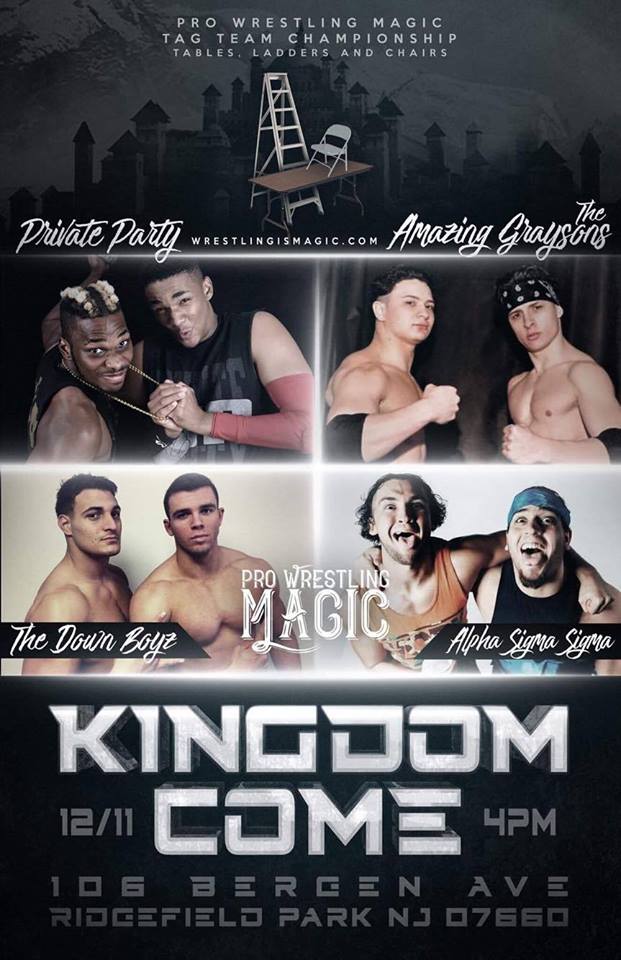 PRO WRESTLING MAGIC
TAG TEAM CHAMPIONSHIP
TABLES, LADDERS AND CHAIRS
Private Party
WRESTLINGISMAGIC.COM
The
Amazing Graysons
PRO WRESTLING
MAGIC
The Down Boyz
Alpha Sigma Sigma
KINGDOM
12/11 COME 4PM
106 BERGEN AVE
RIDGEFIELD PARK NJ 07660